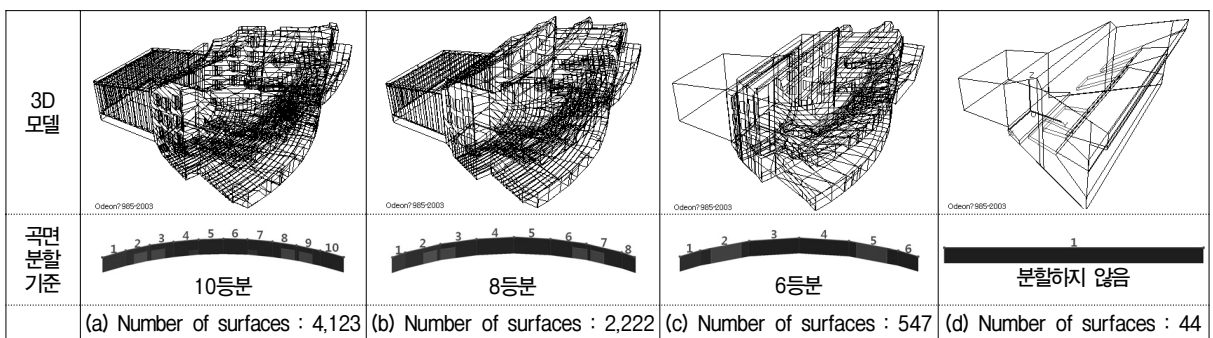 3D
모델
Odeon?985-2003
Odeon?985-2003
Odeon?985-2003
Odeon?985-2003
곡면
분할
기준
1 2 3 4 5 6 7 8 9 10
10등분
1 2 3 4 5 6 7 8
8등분
1 2 3 4 5 6
6등분
1
분할하지 않음
(a) Number of surfaces : 4,123
(b) Number of surfaces : 2,222
(c) Number of surfaces : 547
(d) Number of surfaces : 44